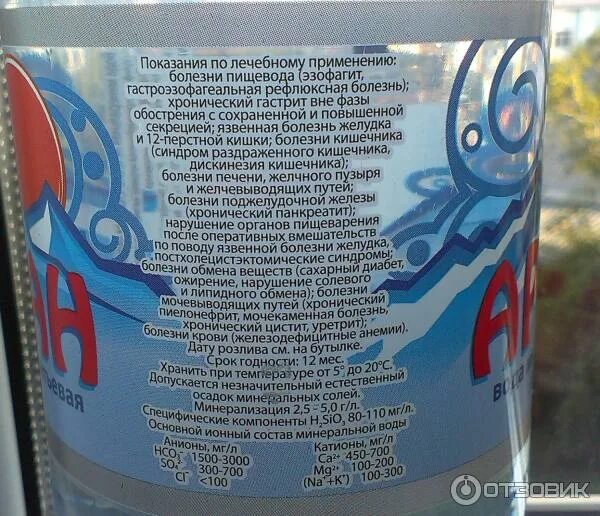 Показания по лечебному применению:
болезни пищевода (эзофагит,
гастроэзофагеальная рефлюксная болезнь);
хронический гастрит вне фазы
обострения с сохраненной и повышенной
секрецией; язвенная болезнь желудка
и 12-перстной кишки; болезни кишечника
(синдром раздраженного кишечника,
дискинезия кишечника);
болезни печени, желчного пузыря
и желчевыводящих путей;
болезни поджелудочной железы
(хронический панкреатит);
нарушение органов пищеварения
после оперативных вмешательств
по поводу язвенной болезни желудка,
постхолецистэктомические синдромы;
болезни обмена веществ (сахарный диабет,
ожирение, нарушение солевого
и липидного обмена); болезни
мочевыводящих путей (хронический
пиелонефрит, мочекаменная болезнь,
хронический цистит, уретрит);
болезни крови (железодефицитные анемии).
Дату розлива см. на бутылке.
Срок годности: 12 мес.
Хранить при температуре от 5° до 20°С.
Допускается незначительный естественный
осадок минеральных солей.
Минерализация 2,5 – 5,0 г/л.
Специфические компоненты H₂SiO₃ 80-110 мг/л.
Основной ионный состав минеральной воды
Анионы, мг/л
HCO₃⁻ 1500-3000
SO₄²⁻ 300-700
Cl⁻ <100
Катионы, мг/л
Ca²⁺ 450-700
Mg²⁺ 100-200
(Na⁺+K⁺) 100-300
АН
ьевая
АР
вода
ОТЗОВИК